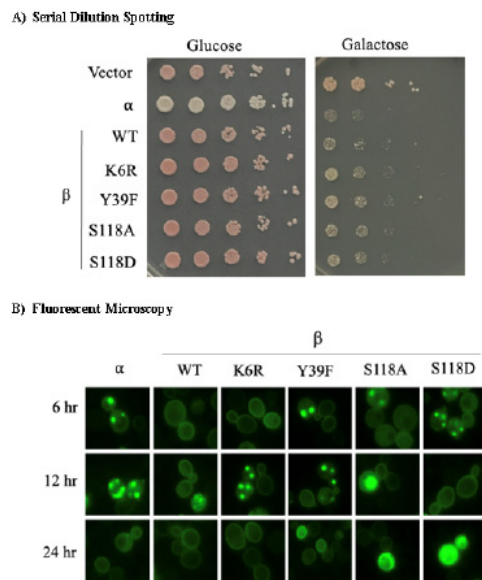 A) Serial Dilution Spotting
Glucose
Galactose
Vector
α
WT
K6R
β
Y39F
S118A
S118D
B) Fluorescent Microscopy
β
α
WT
K6R
Y39F
S118A
S118D
6 hr
12 hr
24 hr